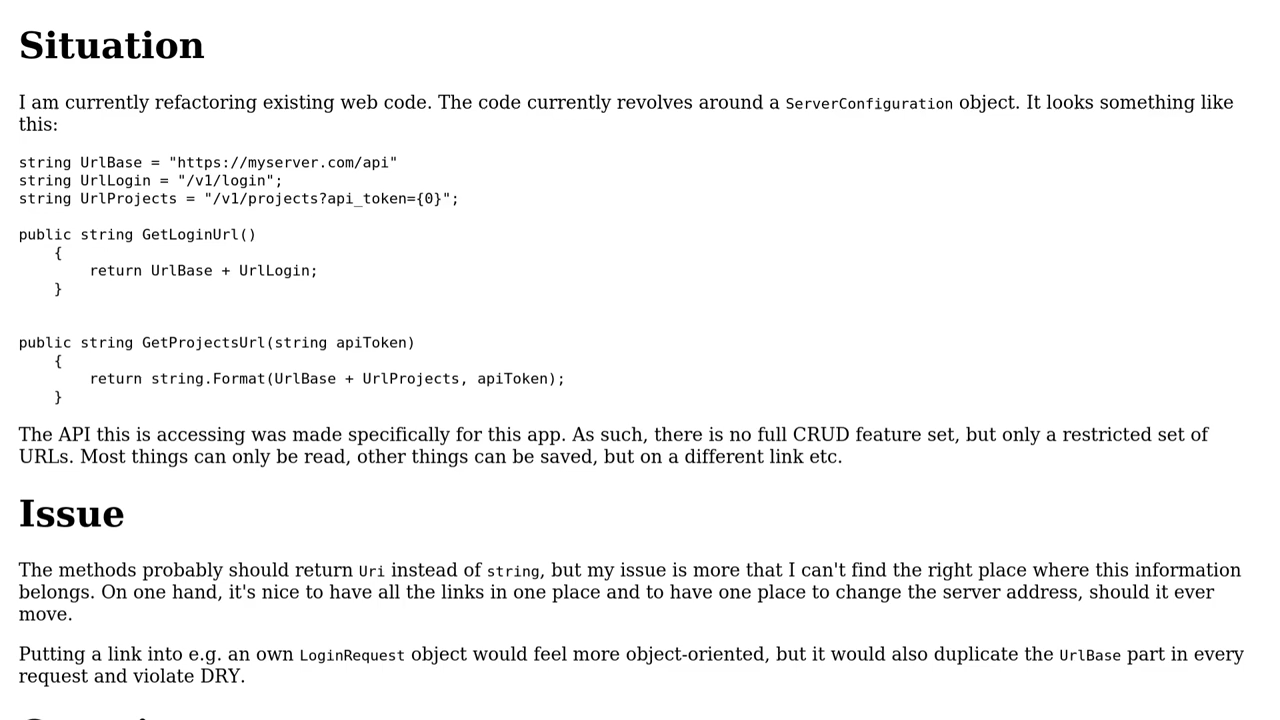 Situation
I am currently refactoring existing web code. The code currently revolves around a ServerConfiguration object. It looks something like
this:
string UrlBase = "https://myserver.com/api"
string UrlLogin = "/v1/login";
string UrlProjects = "/v1/projects?api_token={0}";
public string GetLoginUrl()
    {
        return UrlBase + UrlLogin;
    }
public string GetProjectsUrl(string apiToken)
    {
        return string.Format(UrlBase + UrlProjects, apiToken);
    }
The API this is accessing was made specifically for this app. As such, there is no full CRUD feature set, but only a restricted set of
URLs. Most things can only be read, other things can be saved, but on a different link etc.
Issue
The methods probably should return Uri instead of string, but my issue is more that I can't find the right place where this information
belongs. On one hand, it's nice to have all the links in one place and to have one place to change the server address, should it ever
move.
Putting a link into e.g. an own LoginRequest object would feel more object-oriented, but it would also duplicate the UrlBase part in every
request and violate DRY.